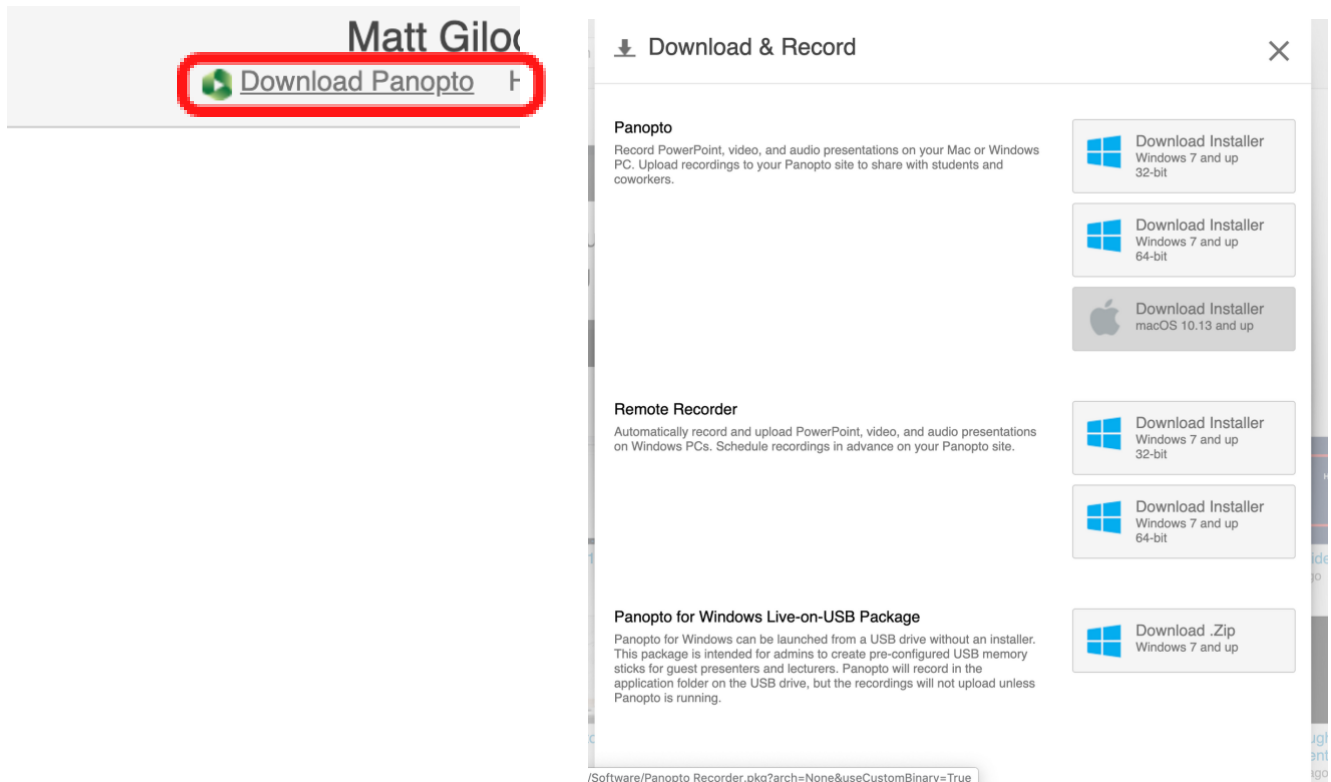 Matt Giloo
Download Panopto H
Download & Record
Panopto
Record PowerPoint, video, and audio presentations on your Mac or Windows
PC. Upload recordings to your Panopto site to share with students and
coworkers.
Download Installer
Windows 7 and up
32-bit
Download Installer
Windows 7 and up
64-bit
Download Installer
macOS 10.13 and up
Remote Recorder
Automatically record and upload PowerPoint, video, and audio presentations
on Windows PCs. Schedule recordings in advance on your Panopto site.
Download Installer
Windows 7 and up
32-bit
Download Installer
Windows 7 and up
64-bit
Panopto for Windows Live-on-USB Package
Panopto for Windows can be launched from a USB drive without an installer.
This package is intended for admins to create pre-configured USB memory
sticks for guest presenters and lecturers. Panopto will record in the
application folder on the USB drive, but the recordings will not upload unless
Panopto is running.
Download .Zip
Windows 7 and up
/Software/Panopto Recorder.pkg?arch=None&useCustomBinary=True